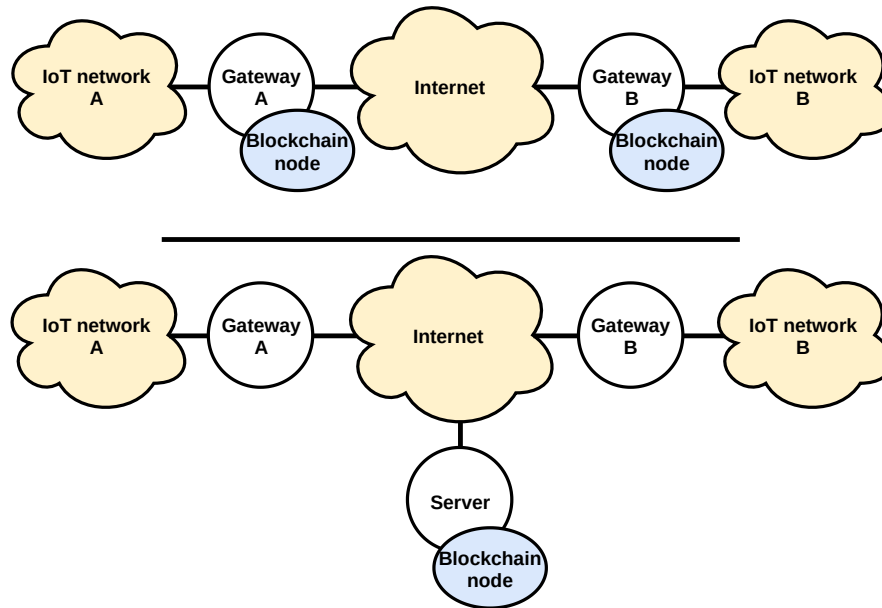 IoT network
A
Gateway
A
Blockchain
node
Internet
Gateway
B
Blockchain
node
IoT network
B
IoT network
A
Gateway
A
Internet
Gateway
B
IoT network
B
Server
Blockchain
node